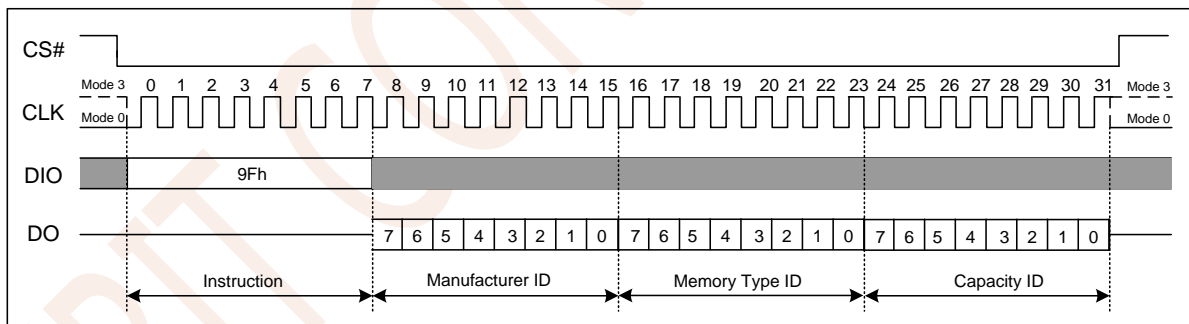 CS#
Mode 3 0 1 2 3 4 5 6 7 8 9 10 11 12 13 14 15 16 17 18 19 20 21 22 23 24 25 26 27 28 29 30 31 Mode 3
CLK
Mode 0 Mode 0
DIO 9Fh
DO 7 6 5 4 3 2 1 0 7 6 5 4 3 2 1 0 7 6 5 4 3 2 1 0
Instruction Manufacturer ID Memory Type ID Capacity ID